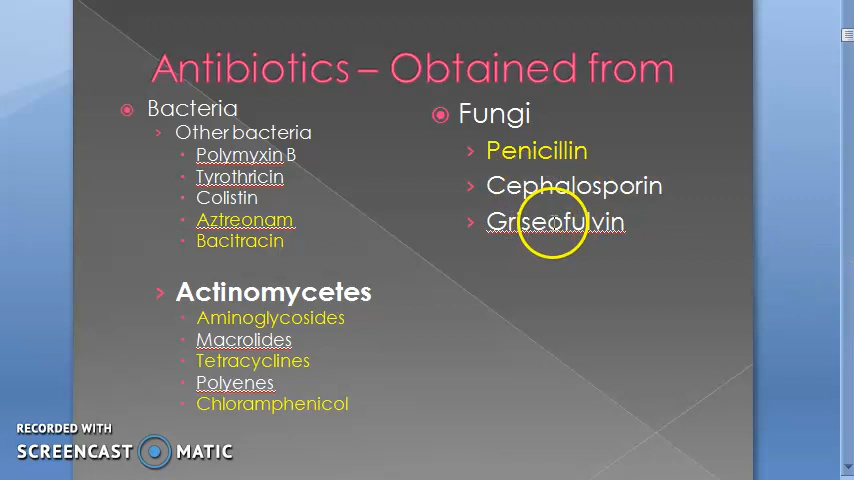 Antibiotics – Obtained from
Bacteria
Other bacteria
Polymyxin B
Tyrothricin
Colistin
Aztreonam
Bacitracin
Actinomycetes
Aminoglycosides
Macrolides
Tetracyclines
Polyenes
Chloramphenicol
Fungi
Penicillin
Cephalosporin
Griseofulvin
RECORDED WITH
SCREENCAST MATIC